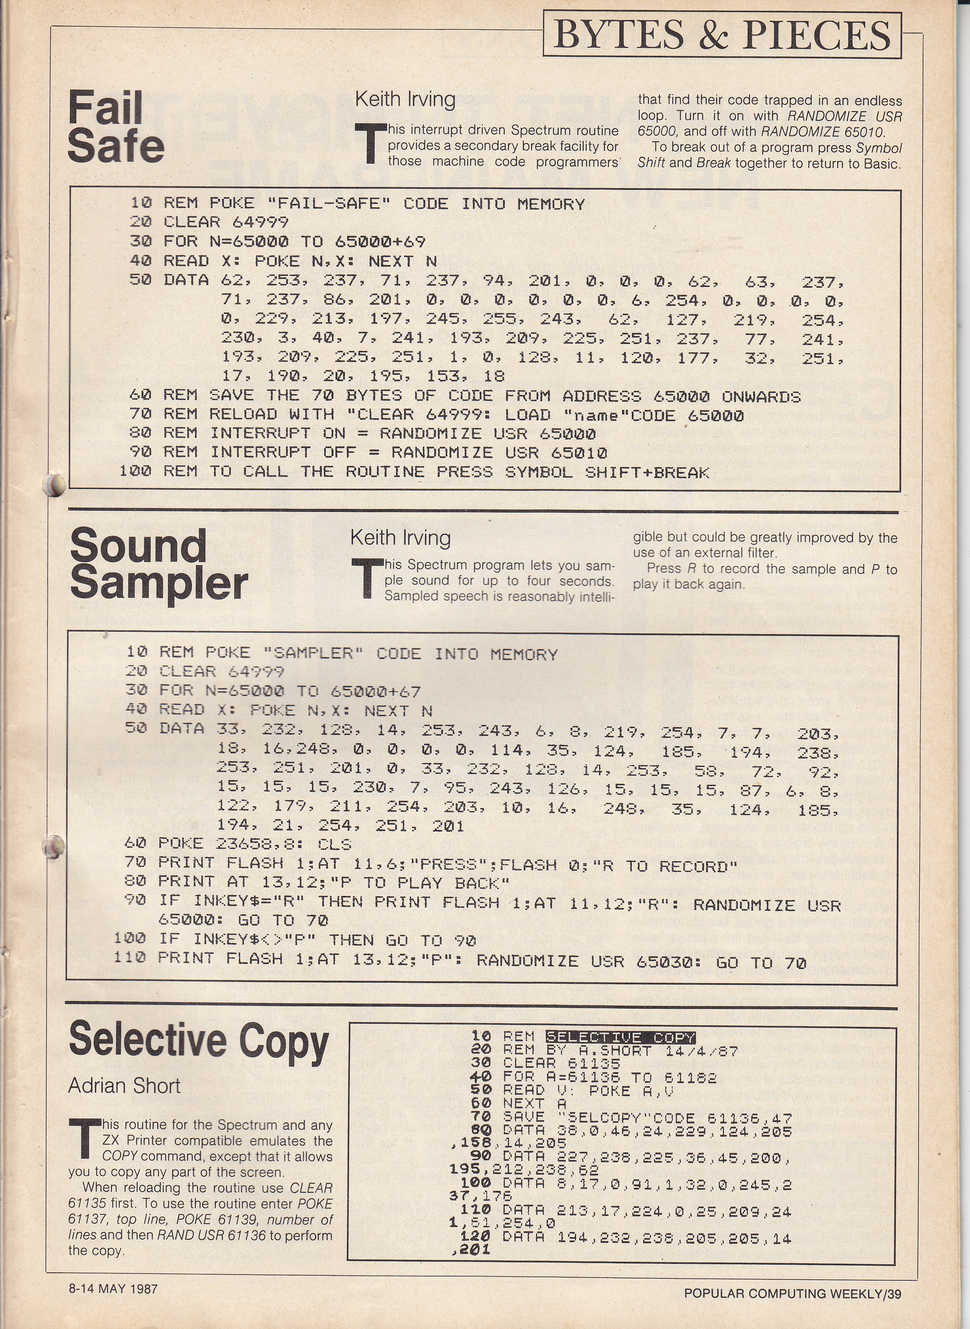 BYTES & PIECES
Fail
Safe
Keith Irving
This interrupt driven Spectrum routine
provides a secondary break facility for
those machine code programmers
that find their code trapped in an endless
loop. Turn it on with RANDOMIZE USR
65000, and off with RANDOMIZE 65010.
To break out of a program press Symbol
Shift and Break together to return to Basic.
10 REM POKE "FAIL-SAFE" CODE INTO MEMORY
20 CLEAR 64999
30 FOR N=65000 TO 65000+69
40 READ X: POKE N,X: NEXT N
50 DATA 62, 253, 237, 71, 237, 94, 201, 0, 0, 0, 62, 63, 237,
71, 237, 86, 201, 0, 0, 0, 0, 0, 0, 6, 254, 0, 0, 0, 0,
0, 229, 213, 197, 245, 255, 243, 62, 127, 219, 254,
230, 3, 40, 7, 241, 193, 209, 225, 251, 237, 77, 241,
193, 209, 225, 251, 1, 0, 128, 11, 120, 177, 32, 251,
17, 190, 20, 195, 153, 18
60 REM SAVE THE 70 BYTES OF CODE FROM ADDRESS 65000 ONWARDS
70 REM RELOAD WITH "CLEAR 64999: LOAD "name"CODE 65000
80 REM INTERRUPT ON = RANDOMIZE USR 65000
90 REM INTERRUPT OFF = RANDOMIZE USR 65010
100 REM TO CALL THE ROUTINE PRESS SYMBOL SHIFT+BREAK
Sound
Sampler
Keith Irving
This Spectrum program lets you sam-
ple sound for up to four seconds.
Sampled speech is reasonably intelli-
gible but could be greatly improved by the
use of an external filter.
Press R to record the sample and P to
play it back again.
10 REM POKE "SAMPLER" CODE INTO MEMORY
20 CLEAR 64999
30 FOR N=65000 TO 65000+67
40 READ X: POKE N,X: NEXT N
50 DATA 33, 232, 128, 14, 253, 243, 6, 8, 219, 254, 7, 7, 203,
18, 16,248, 0, 0, 0, 0, 114, 35, 124, 185, 194, 238,
253, 251, 201, 0, 33, 232, 128, 14, 253, 58, 72, 92,
15, 15, 15, 230, 7, 95, 243, 126, 15, 15, 15, 87, 6, 8,
122, 179, 211, 254, 203, 10, 16, 248, 35, 124, 185,
194, 21, 254, 251, 201
60 POKE 23658,8: CLS
70 PRINT FLASH 1;AT 11,6;"PRESS";FLASH 0;"R TO RECORD"
80 PRINT AT 13,12;"P TO PLAY BACK"
90 IF INKEY$="R" THEN PRINT FLASH 1;AT 11,12;"R": RANDOMIZE USR
65000: GO TO 70
100 IF INKEY$<>"P" THEN GO TO 90
110 PRINT FLASH 1;AT 13,12;"P": RANDOMIZE USR 65030: GO TO 70
Selective Copy
Adrian Short
This routine for the Spectrum and any
ZX Printer compatible emulates the
COPY command, except that it allows
you to copy any part of the screen.
When reloading the routine use CLEAR
61135 first. To use the routine enter POKE
61137, top line, POKE 61139, number of
lines and then RAND USR 61136 to perform
the copy.
10 REM SELECTIVE COPY
20 REM BY A.SHORT 14/4/87
30 CLEAR 61135
40 FOR A=61136 TO 61182
50 READ V: POKE A,V
60 NEXT A
70 SAVE "SELCOPY"CODE 61136,47
80 DATA 38,0,46,24,229,124,205
,158,14,205
90 DATA 227,238,225,36,45,200,
195,212,238,62
100 DATA 8,17,0,91,1,32,0,245,2
37,176
110 DATA 213,17,224,0,25,209,24
1,61,254,0
120 DATA 194,232,238,205,205,14
,201
8-14 MAY 1987
POPULAR COMPUTING WEEKLY/39